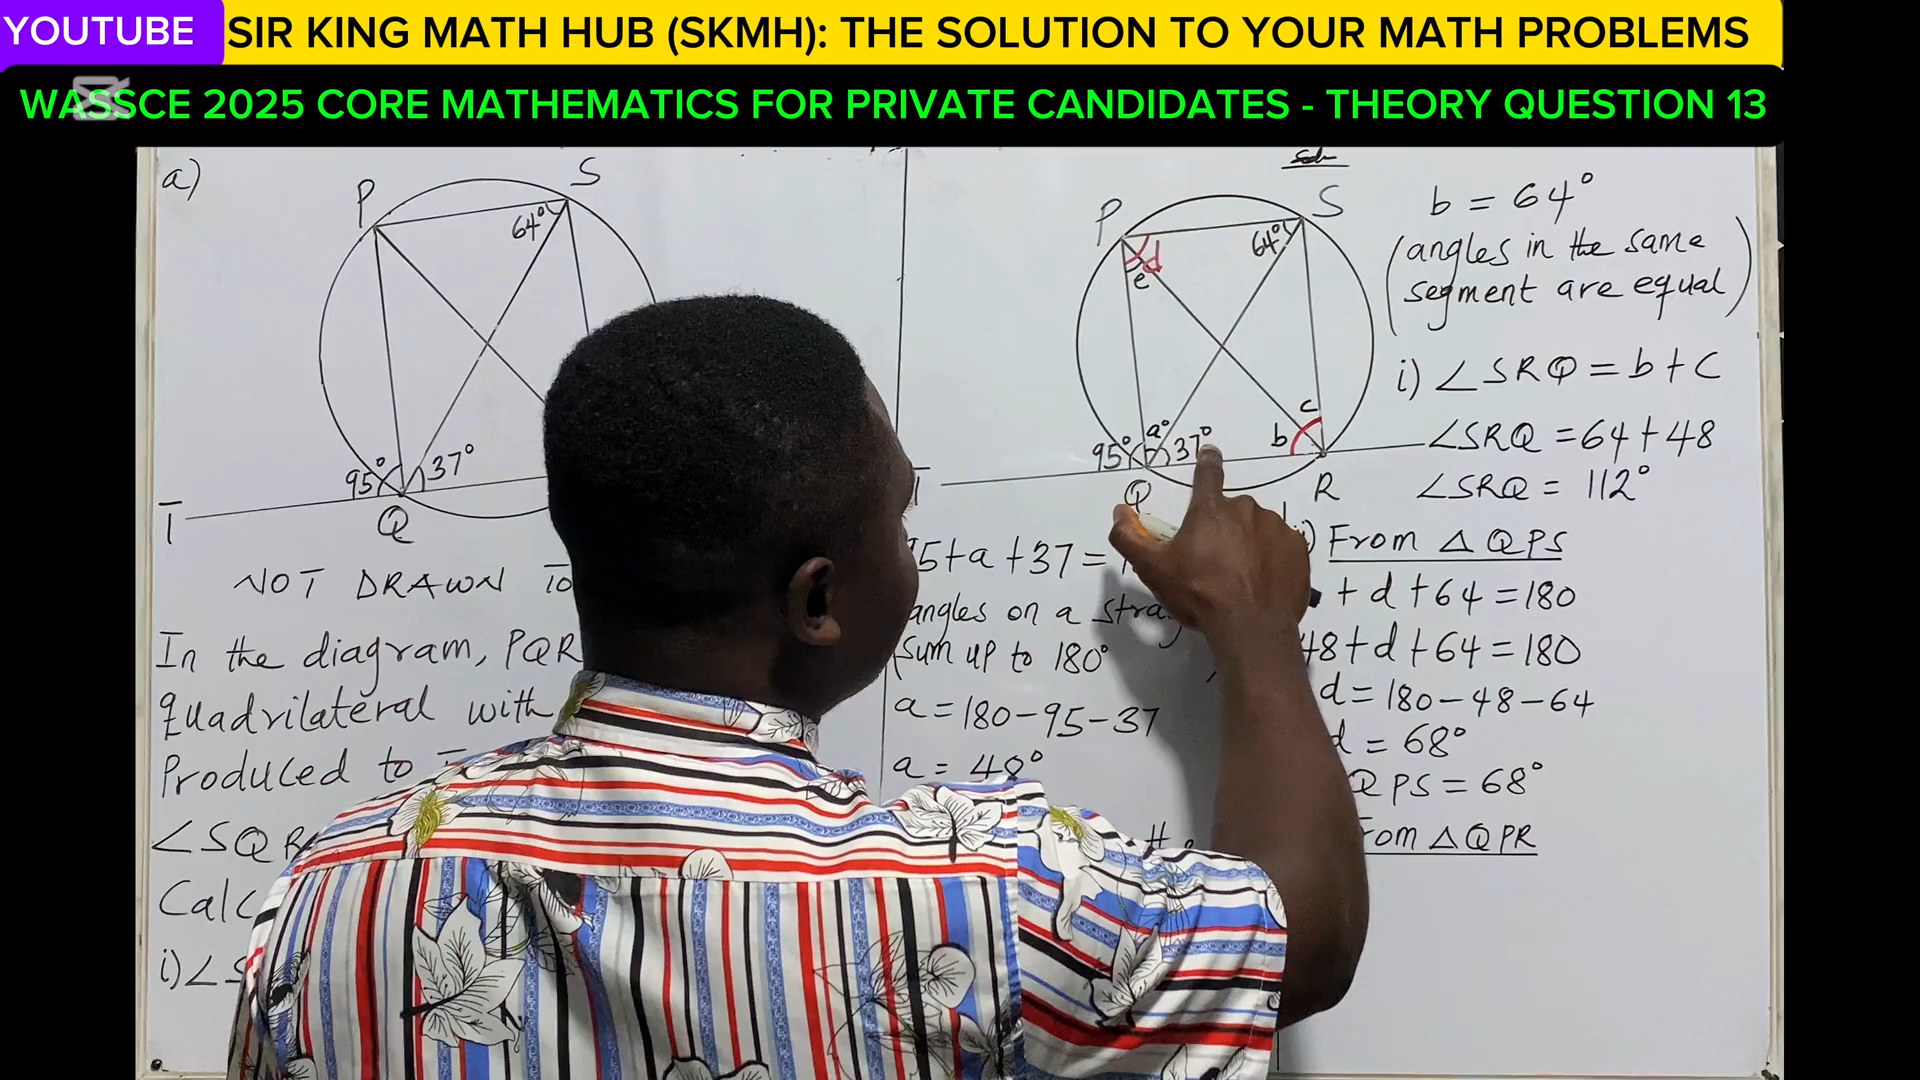 YOUTUBE
SIR KING MATH HUB (SKMH): THE SOLUTION TO YOUR MATH PROBLEMS
WASSCE 2025 CORE MATHEMATICS FOR PRIVATE CANDIDATES - THEORY QUESTION 13
a)
P
S
64°
95°
37°
T
Q
NOT DRAWN TO
In the diagram, PQR
quadrilateral with
Produced to
∠SQR
i)
Soln
P
S
64°
d
e
a°
95°
37°
b
c
Q
R
+ a + 37 =
angles on a
Sum up to 180°
a = 180 - 95 - 37
a = 48°
b = 64°
(angles in the same
segment are equal)
i) ∠SRQ = b + c
∠SRQ = 64 + 48
∠SRQ = 112°
From △QPS
+ d + 64 = 180
48 + d + 64 = 180
d = 180 - 48 - 64
d = 68°
QPS = 68°
△QPR